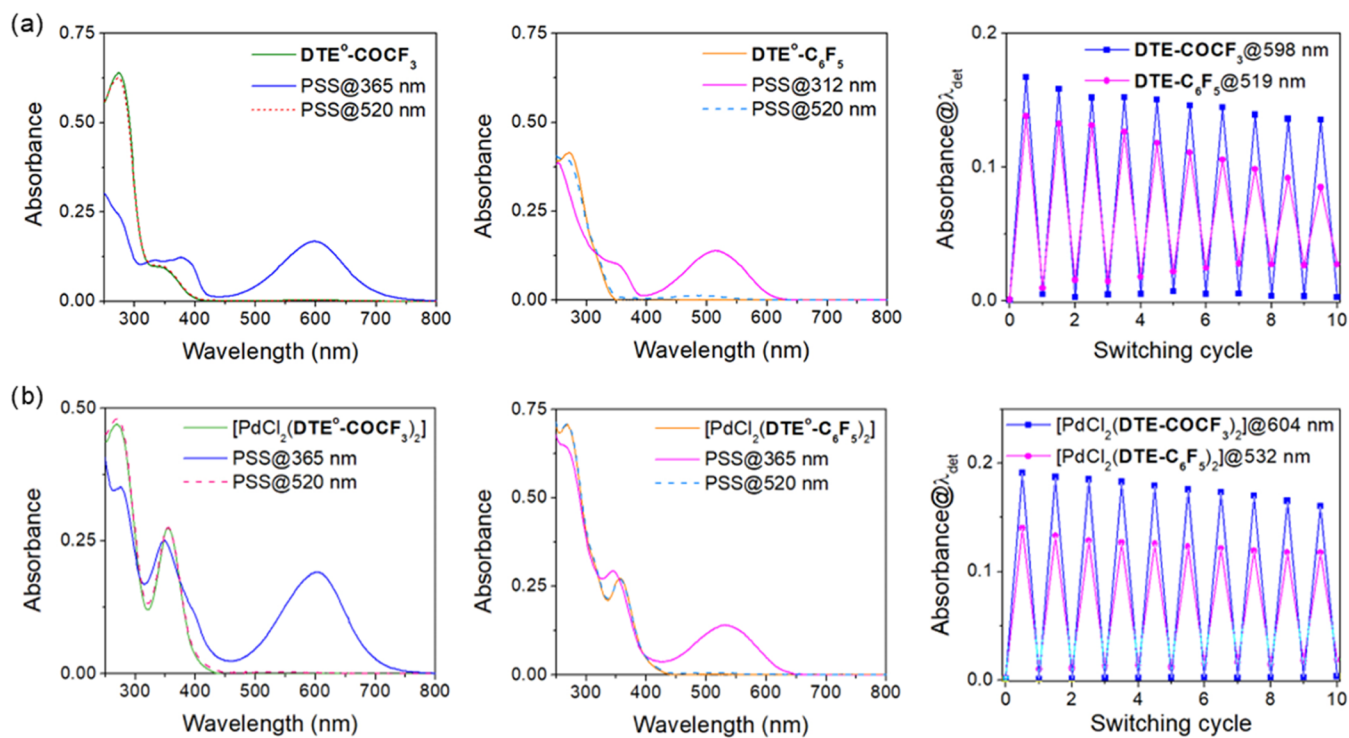 (a)
0.75
0.50
0.25
0.00
Absorbance
DTEᵒ-COCF₃
PSS@365 nm
PSS@520 nm
300 400 500 600 700 800
Wavelength (nm)
0.75
0.50
0.25
0.00
Absorbance
DTEᵒ-C₆F₅
PSS@312 nm
PSS@520 nm
300 400 500 600 700 800
Wavelength (nm)
0.2
0.1
0.0
Absorbance@λdet
DTE-COCF₃@598 nm
DTE-C₆F₅@519 nm
0 2 4 6 8 10
Switching cycle
(b)
0.50
0.25
0.00
Absorbance
[PdCl₂(DTEᵒ-COCF₃)₂]
PSS@365 nm
PSS@520 nm
300 400 500 600 700 800
Wavelength (nm)
0.75
0.50
0.25
0.00
Absorbance
[PdCl₂(DTEᵒ-C₆F₅)₂]
PSS@365 nm
PSS@520 nm
300 400 500 600 700 800
Wavelength (nm)
0.2
0.1
0.0
Absorbance@λdet
[PdCl₂(DTE-COCF₃)₂]@604 nm
[PdCl₂(DTE-C₆F₅)₂]@532 nm
0 2 4 6 8 10
Switching cycle